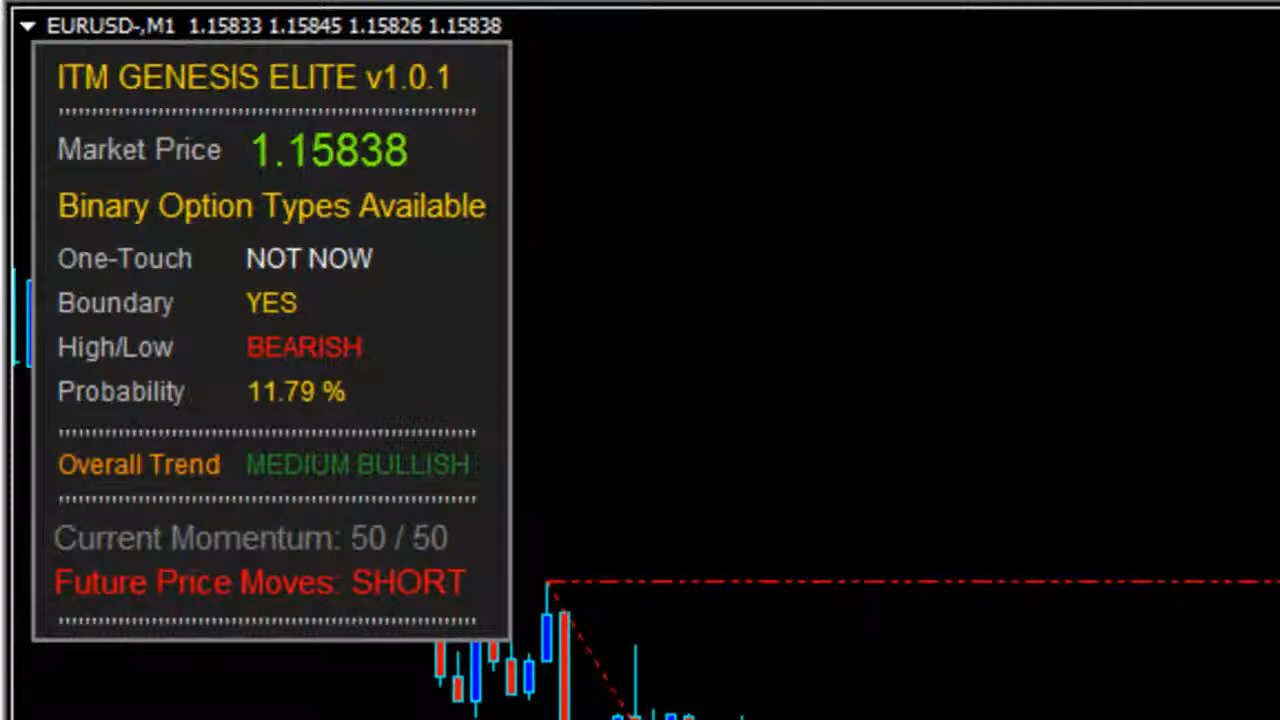 EURUSD-,M1 1.15833 1.15845 1.15826 1.15838
ITM GENESIS ELITE v1.0.1
Market Price 1.15838
Binary Option Types Available
One-Touch NOT NOW
Boundary YES
High/Low BEARISH
Probability 11.79 %
Overall Trend MEDIUM BULLISH
Current Momentum: 50 / 50
Future Price Moves: SHORT